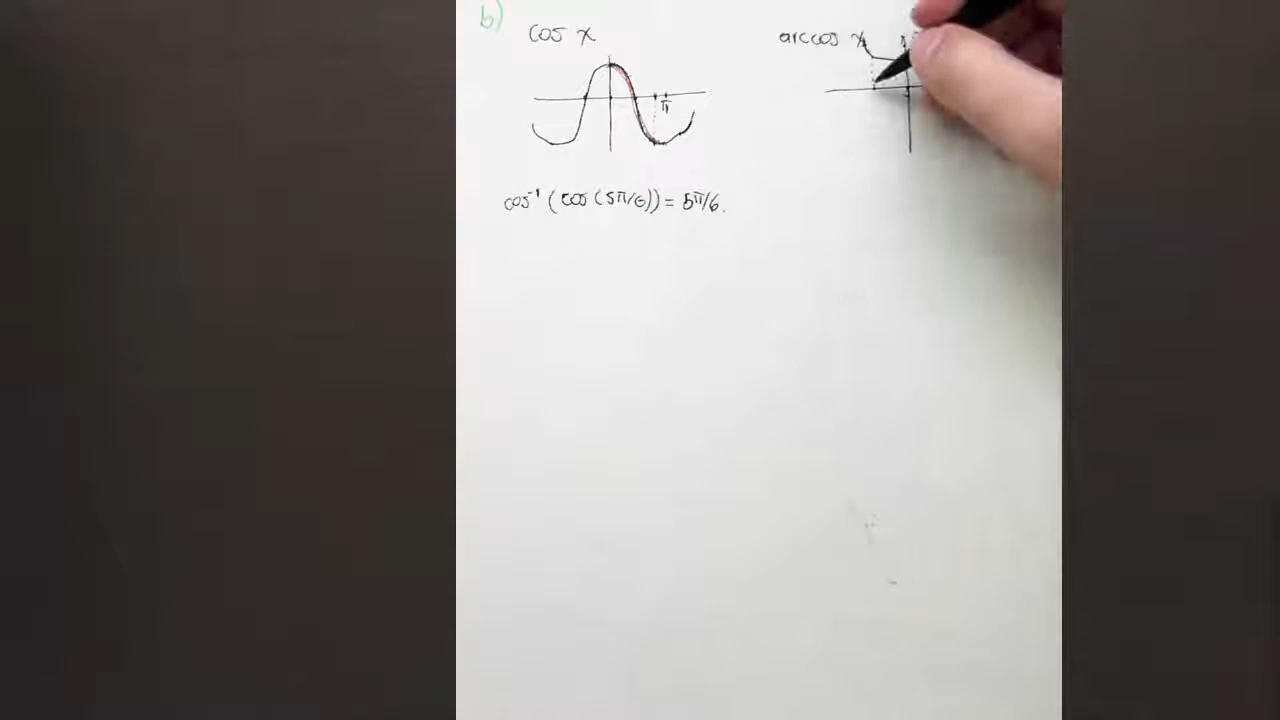 b)
cos x
arccos x
π
cos⁻¹ (cos (5π/6)) = 5π/6.